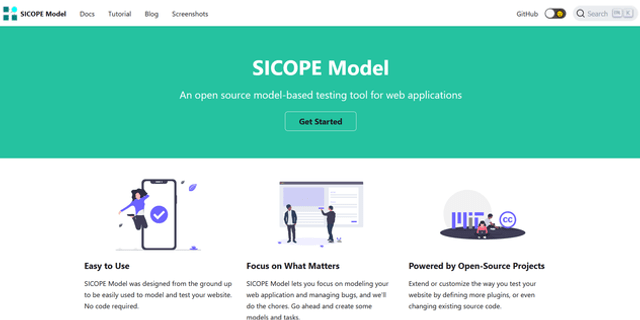 SICOPE Model Docs Tutorial Blog Screenshots GitHub Search
SICOPE Model
An open source model-based testing tool for web applications
Get Started
MIT
CC
Easy to Use
SICOPE Model was designed from the ground up
to be easily used to model and test your website.
No code required.
Focus on What Matters
SICOPE Model lets you focus on modeling your
web application and managing bugs, and we'll
do the chores. Go ahead and create some
models and tasks.
Powered by Open-Source Projects
Extend or customize the way you test your
website by defining more plugins, or even
changing existing source code.